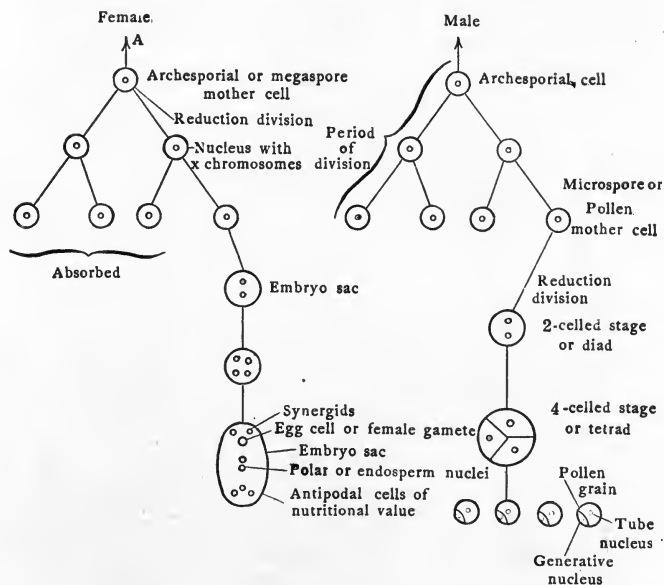 Female.
A
Archesporial or megaspore
mother cell
Reduction division
Nucleus with
x chromosomes
Absorbed
Embryo sac
Synergids
Egg cell or female gamete
Embryo sac
Polar or endosperm nuclei
Antipodal cells of
nutritional value
Male
Archesporial cell
Period
of
division
Microspore or
Pollen
mother cell
Reduction
division
2-celled stage
or diad
4-celled stage
or tetrad
Pollen
grain
Tube
nucleus
Generative
nucleus